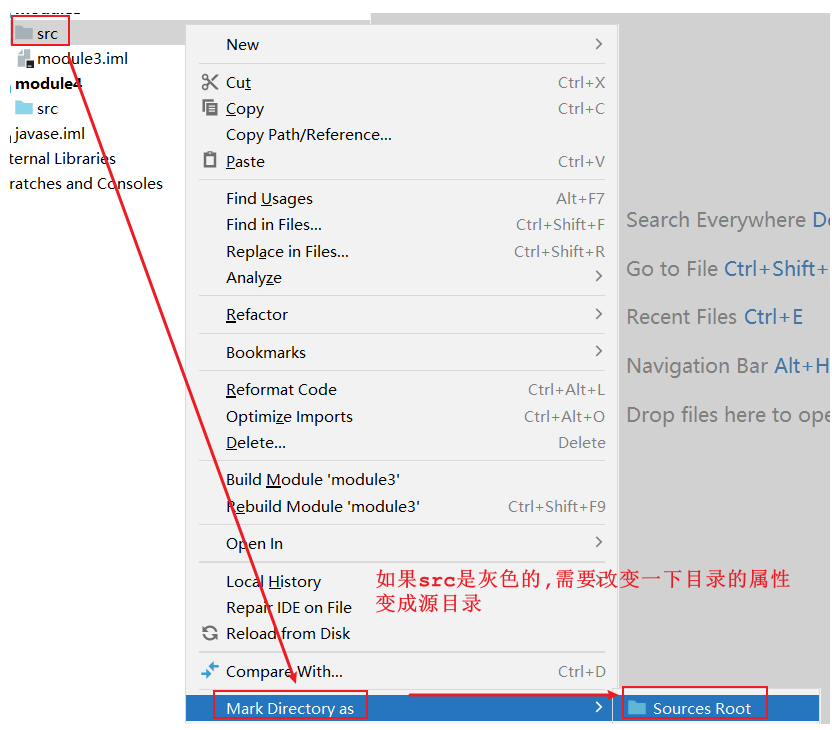 src
module3.iml
module4
src
javase.iml
ternal Libraries
ratches and Consoles
New
Cut Ctrl+X
Copy Ctrl+C
Copy Path/Reference...
Paste Ctrl+V
Find Usages Alt+F7
Find in Files... Ctrl+Shift+F
Replace in Files... Ctrl+Shift+R
Analyze
Refactor
Bookmarks
Reformat Code Ctrl+Alt+L
Optimize Imports Ctrl+Alt+O
Delete... Delete
Build Module 'module3'
Rebuild Module 'module3' Ctrl+Shift+F9
Open In
Local History
Repair IDE on File
Reload from Disk
Compare With... Ctrl+D
Mark Directory as
Sources Root
如果src是灰色的,需要改变一下目录的属性
变成源目录
Search Everywhere Do
Go to File Ctrl+Shift+
Recent Files Ctrl+E
Navigation Bar Alt+H
Drop files here to ope